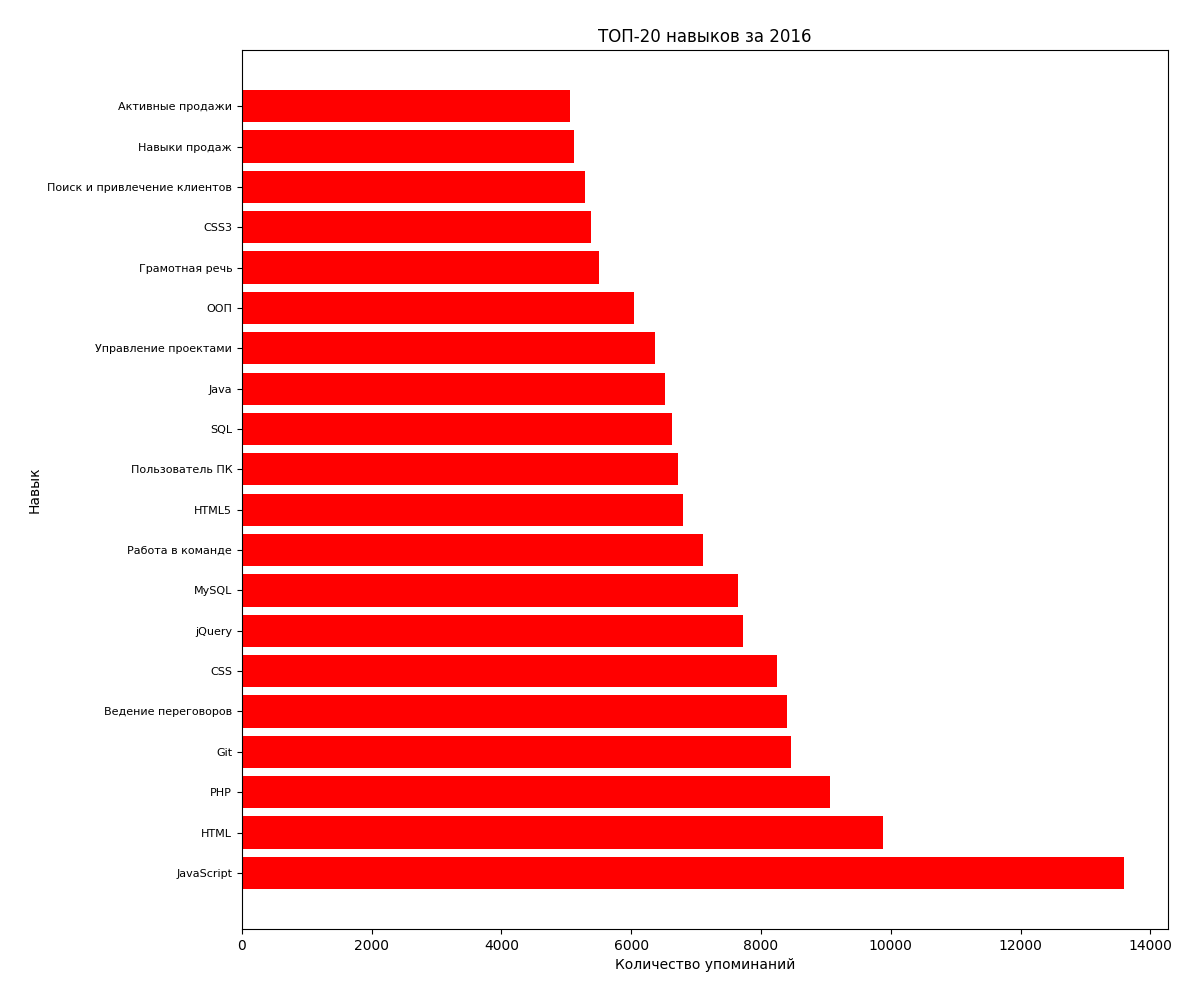 ТОП-20 навыков за 2016
Активные продажи
Навыки продаж
Поиск и привлечение клиентов
CSS3
Грамотная речь
ООП
Управление проектами
Java
SQL
Пользователь ПК
HTML5
Работа в команде
MySQL
jQuery
CSS
Ведение переговоров
Git
PHP
HTML
JavaScript
Навык
0 2000 4000 6000 8000 10000 12000 14000
Количество упоминаний